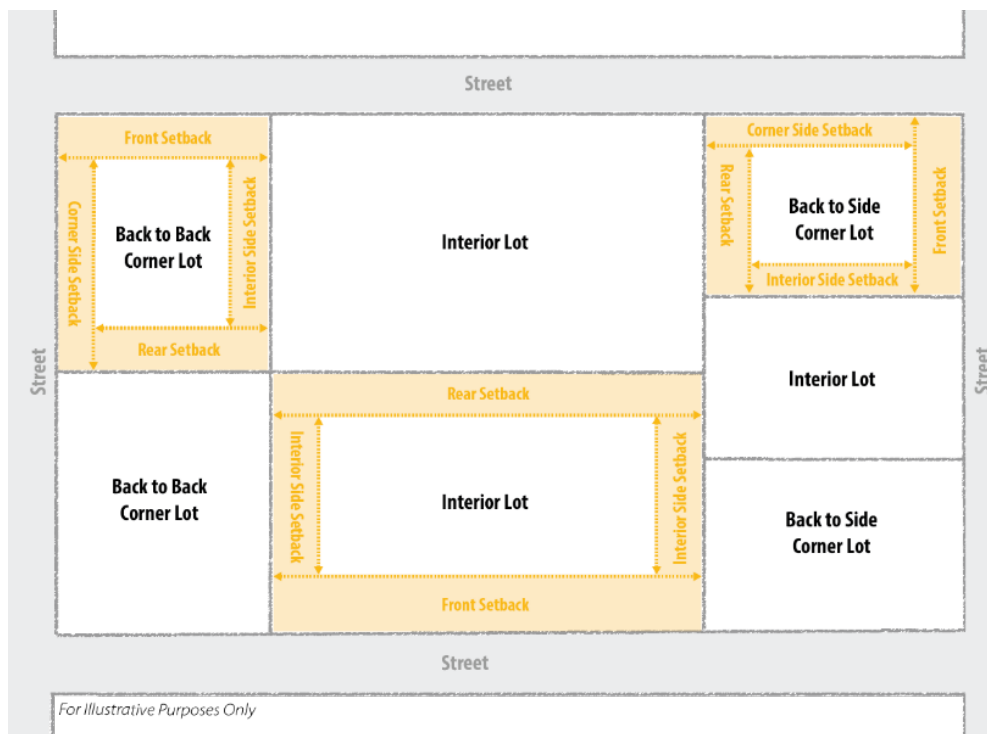 Street
Front Setback
Corner Side Setback
Interior Side Setback
Back to Back
Corner Lot
Rear Setback
Interior Lot
Corner Side Setback
Rear Setback
Front Setback
Back to Side
Corner Lot
Interior Side Setback
Street
Street
Interior Lot
Rear Setback
Interior Side Setback
Interior Side Setback
Interior Lot
Front Setback
Back to Back
Corner Lot
Back to Side
Corner Lot
Street
For Illustrative Purposes Only